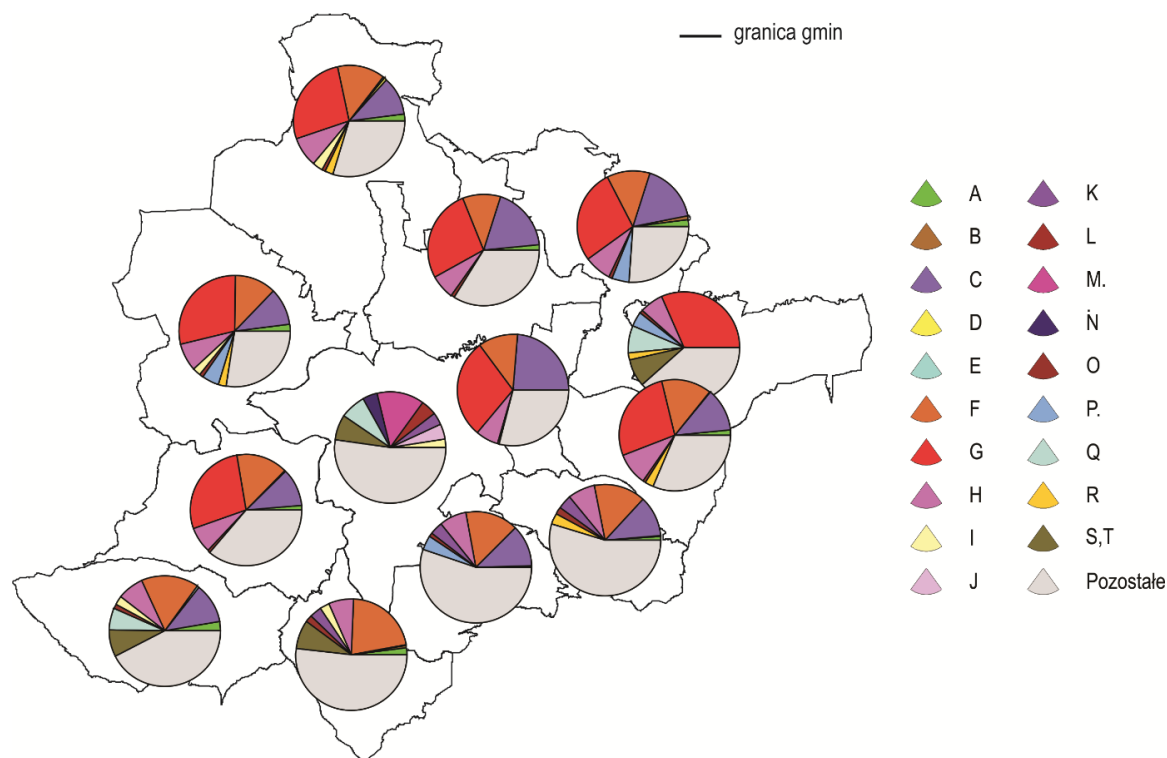 granica gmin
A K
B L
C M.
D Ń
E O
F P.
G Q
H R
I S,T
J Pozostałe